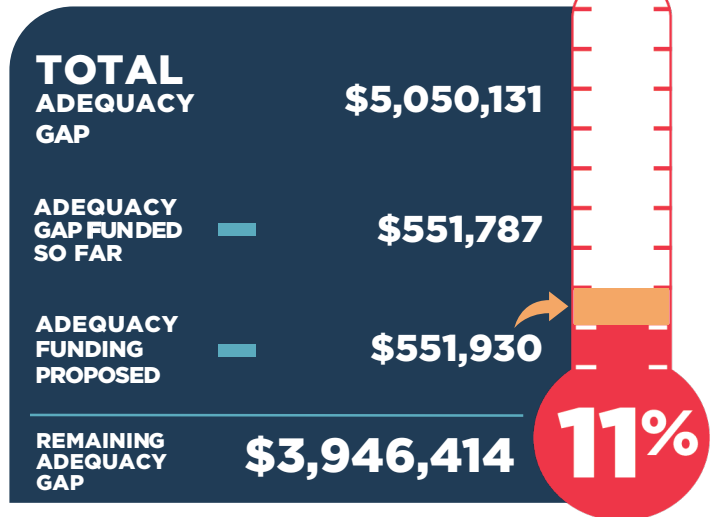 TOTAL
ADEQUACY
GAP
$5,050,131
ADEQUACY
GAP FUNDED
SO FAR
$551,787
ADEQUACY
FUNDING
PROPOSED
$551,930
REMAINING
ADEQUACY
GAP
$3,946,414
11%